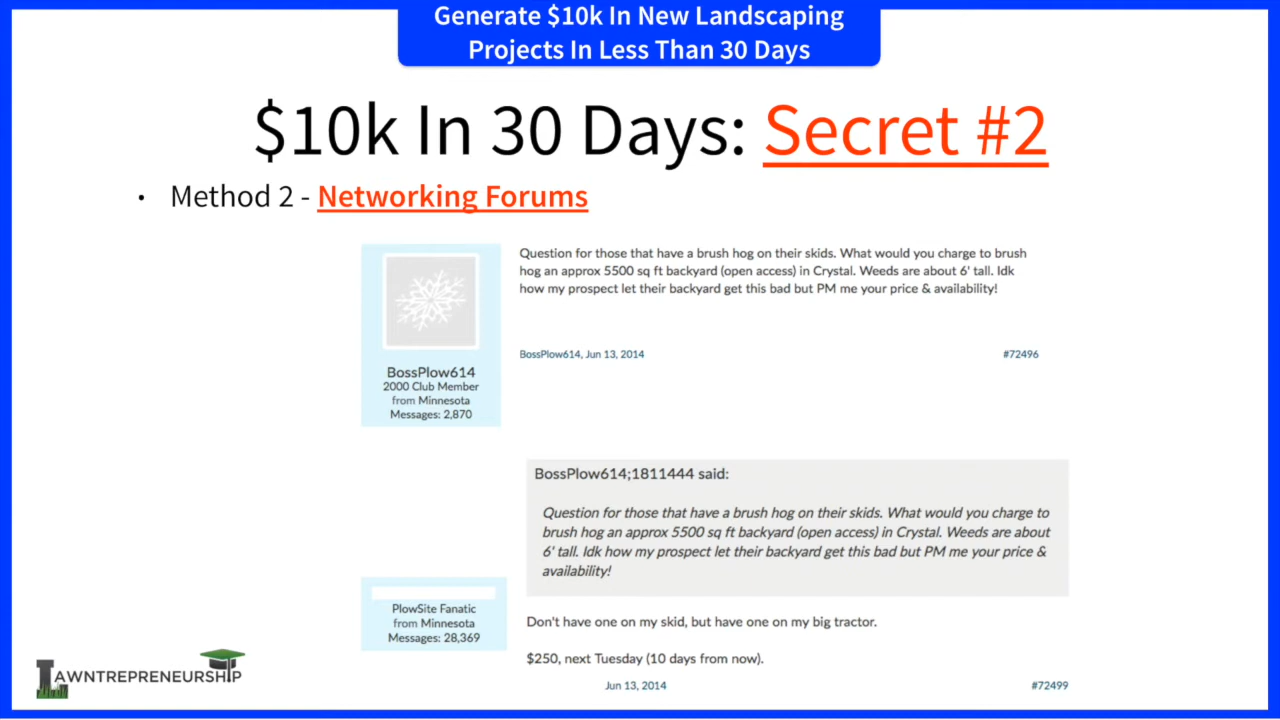 Generate $10k In New Landscaping
Projects In Less Than 30 Days
$10k In 30 Days: Secret #2
• Method 2 - Networking Forums
Question for those that have a brush hog on their skids. What would you charge to brush
hog an approx 5500 sq ft backyard (open access) in Crystal. Weeds are about 6' tall. Idk
how my prospect let their backyard get this bad but PM me your price & availability!
BossPlow614, Jun 13, 2014
#72496
BossPlow614
2000 Club Member
from Minnesota
Messages: 2,870
BossPlow614;1811444 said:
Question for those that have a brush hog on their skids. What would you charge to
brush hog an approx 5500 sq ft backyard (open access) in Crystal. Weeds are about
6' tall. Idk how my prospect let their backyard get this bad but PM me your price &
availability!
PlowSite Fanatic
from Minnesota
Messages: 28,369
Don't have one on my skid, but have one on my big tractor.
$250, next Tuesday (10 days from now).
Jun 13, 2014
#72499
LAWNTREPRENEURSHIP